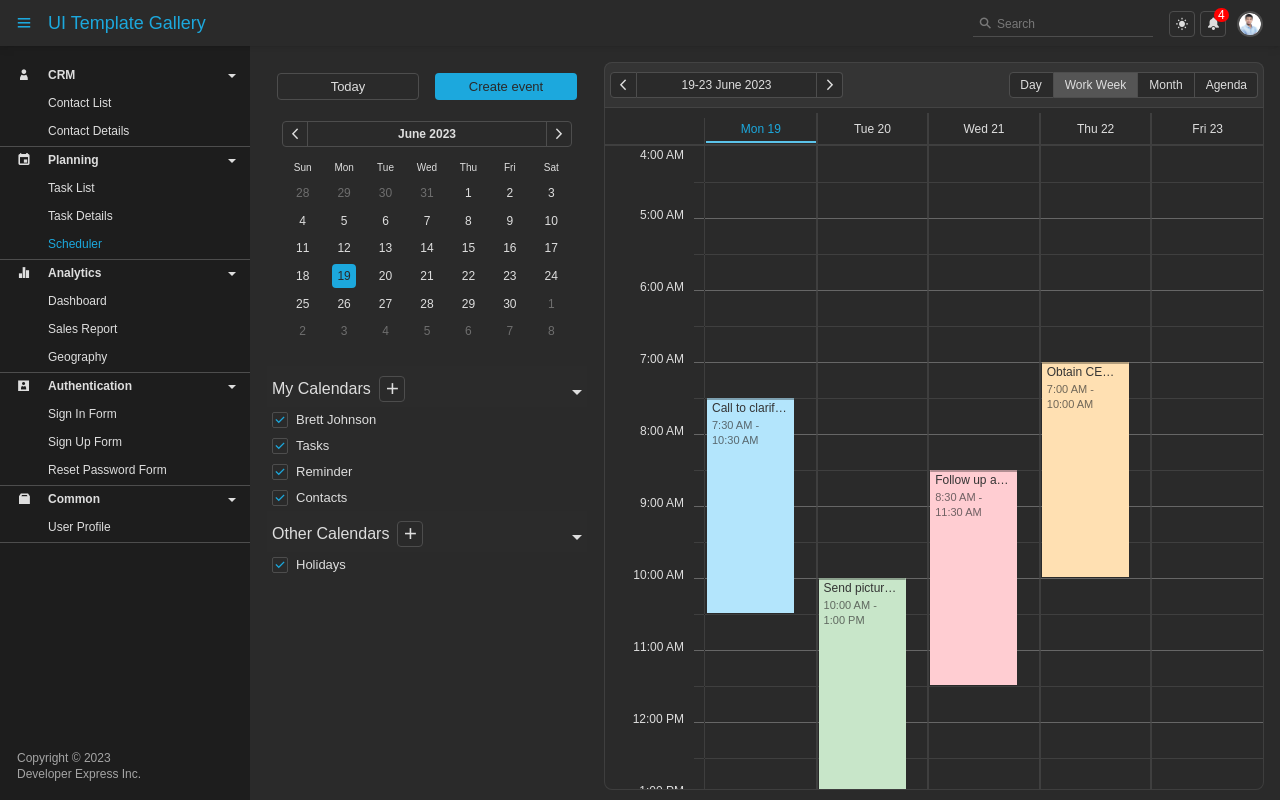 UI Template Gallery
Search
4
CRM
Contact List
Contact Details
Planning
Task List
Task Details
Scheduler
Analytics
Dashboard
Sales Report
Geography
Authentication
Sign In Form
Sign Up Form
Reset Password Form
Common
User Profile
Copyright © 2023
Developer Express Inc.
Today
Create event
June 2023
Sun Mon Tue Wed Thu Fri Sat
28 29 30 31 1 2 3
4 5 6 7 8 9 10
11 12 13 14 15 16 17
18 19 20 21 22 23 24
25 26 27 28 29 30 1
2 3 4 5 6 7 8
My Calendars
Brett Johnson
Tasks
Reminder
Contacts
Other Calendars
Holidays
19-23 June 2023
Day Work Week Month Agenda
Mon 19 Tue 20 Wed 21 Thu 22 Fri 23
4:00 AM
5:00 AM
6:00 AM
7:00 AM
8:00 AM
9:00 AM
10:00 AM
11:00 AM
12:00 PM
1:00 PM
Call to clarif…
7:30 AM -
10:30 AM
Send pictur…
10:00 AM -
1:00 PM
Follow up a…
8:30 AM -
11:30 AM
Obtain CE…
7:00 AM -
10:00 AM